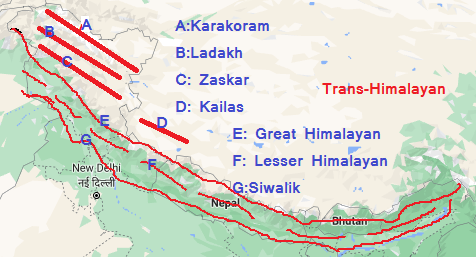 A
A:Karakoram
B
B:Ladakh
C
C: Zaskar
Trans-Himalayan
D: Kailas
E
D
E: Great Himalayan
G
F
F: Lesser Himalayan
New Delhi
नई दिल्ली
G:Siwalik
Nepal
Bhutan